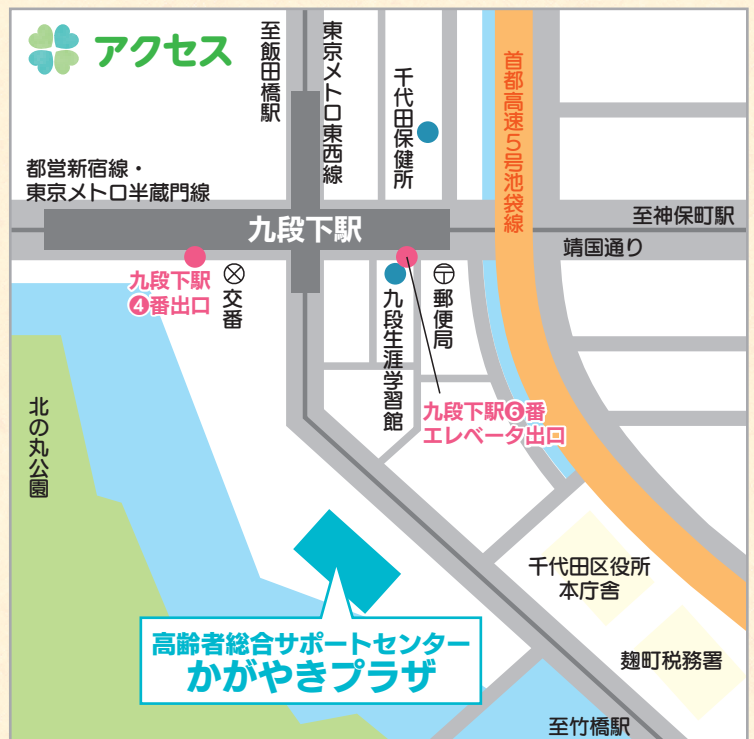 アクセス
至飯田橋駅
東京メトロ東西線
千代田保健所
首都高速5号池袋線
都営新宿線・
東京メトロ半蔵門線
九段下駅
至神保町駅
靖国通り
九段下駅
❹番出口
交番
九段生涯学習館
郵便局
九段下駅❻番
エレベータ出口
北の丸公園
千代田区役所
本庁舎
高齢者総合サポートセンター
かがやきプラザ
麹町税務署
至竹橋駅